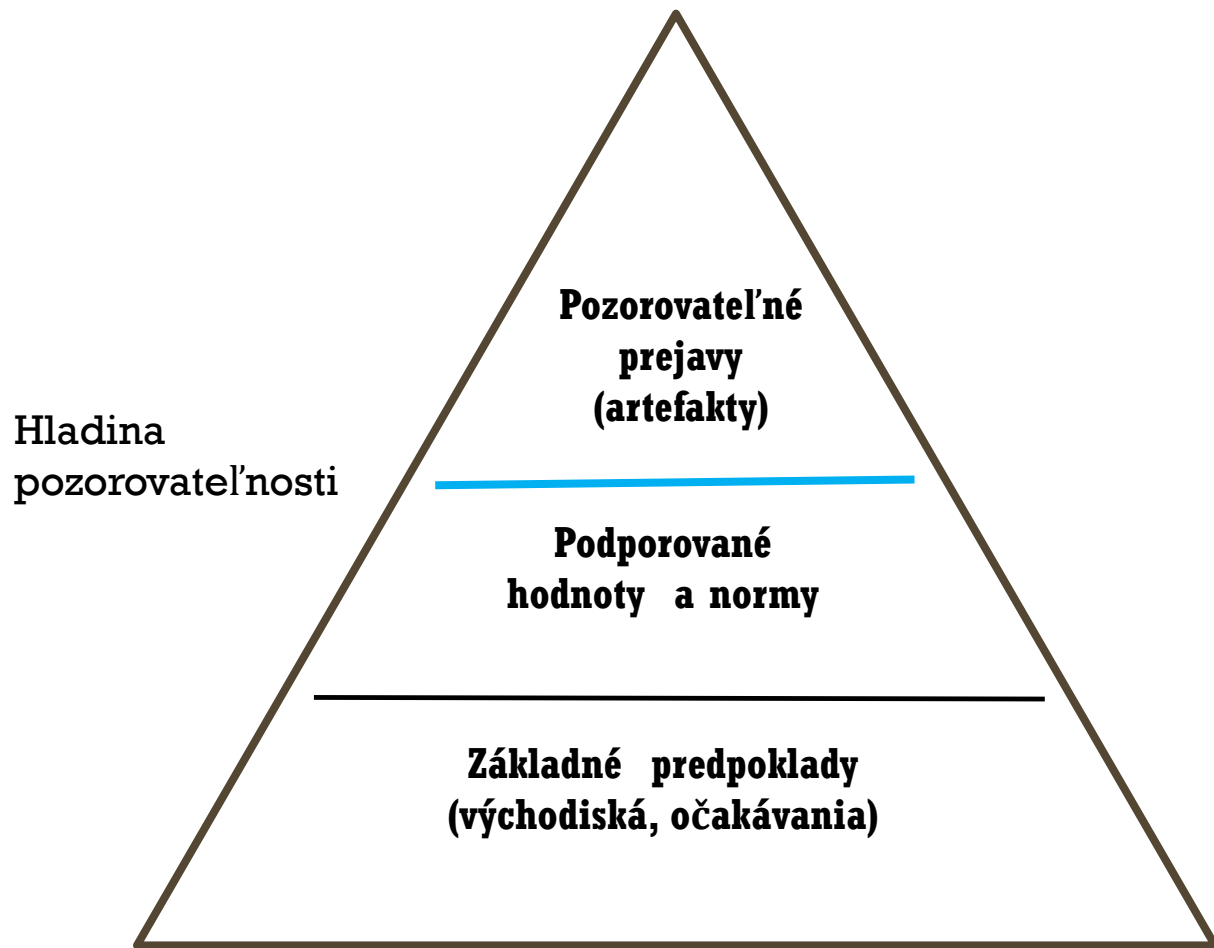 Pozorovateľné
prejavy
(artefakty)
Hladina
pozorovateľnosti
Podporované
hodnoty a normy
Základné predpoklady
(východiská, očakávania)